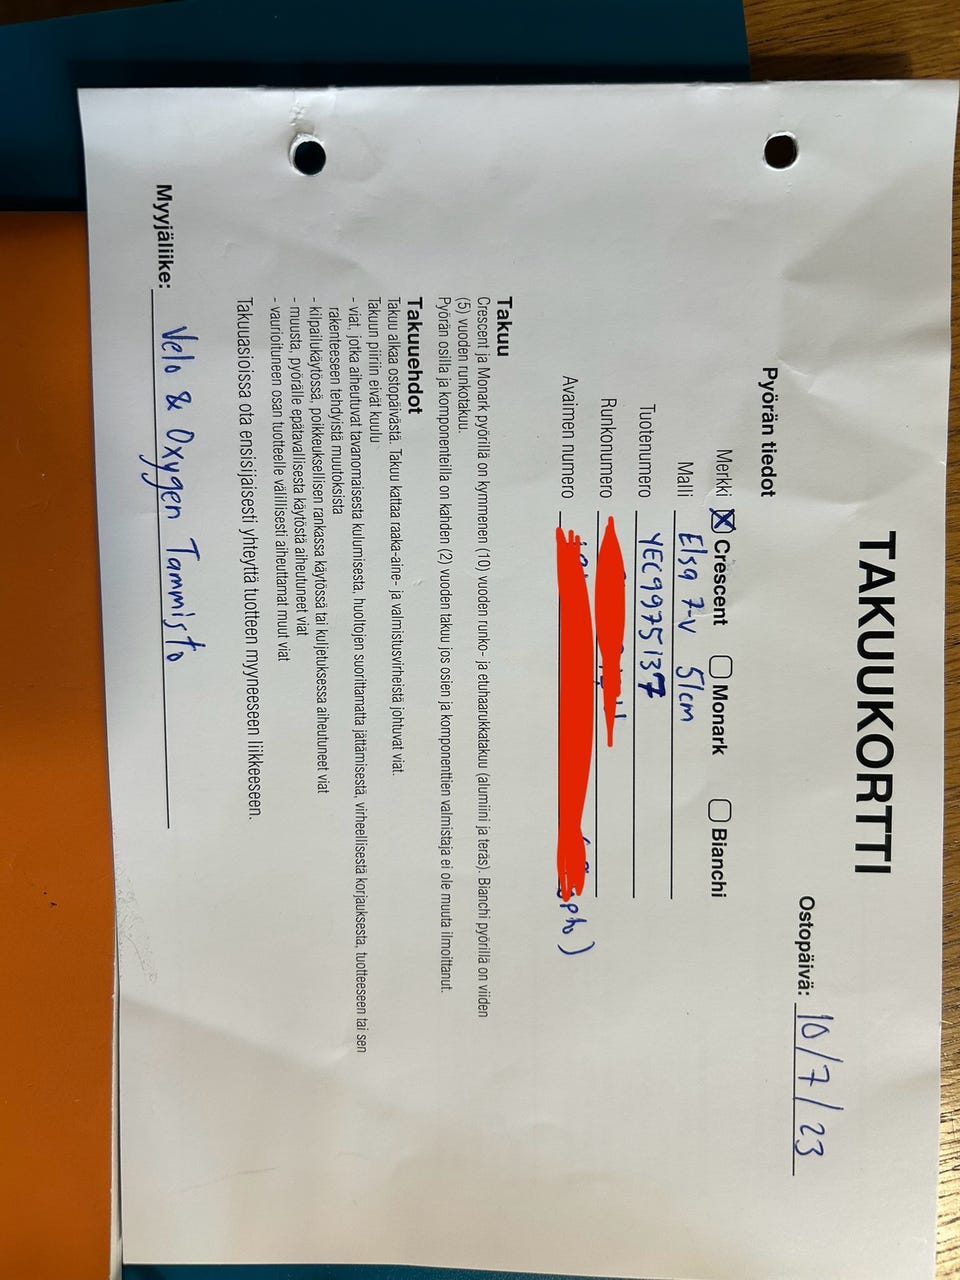 TAKUUKORTTI
Ostopäivä: 10/7/23
Pyörän tiedot
Merkki Crescent Monark Bianchi
Malli Elsa 7-v 51cm
Tuotenumero YEC9975137
Runkonumero
Avaimen numero
Takuu
Crescent ja Monark pyörillä on kymmenen (10) vuoden runko- ja etuhaarukkatakuu (alumiini ja teräs). Bianchi pyörillä on viiden
(5) vuoden runkotakuu.
Pyörän osilla ja komponenteilla on kahden (2) vuoden takuu jos osien ja komponenttien valmistaja ei ole muuta ilmoittanut.
Takuuehdot
Takuu alkaa ostopäivästä. Takuu kattaa raaka-aine- ja valmistusvirheistä johtuvat viat.
Takuun piiriin eivät kuulu
- viat, jotka aiheutuvat tavanomaisesta kulumisesta, huoltojen suorittamatta jättämisestä, virheellisestä korjauksesta, tuotteeseen tai sen
rakenteeseen tehdyistä muutoksista
- kilpailukäytössä, poikkeuksellisen rankassa käytössä tai kuljetuksessa aiheutuneet viat
- muusta, pyörälle epätavallisesta käytöstä aiheutuneet viat
- vaurioituneen osan tuotteelle välillisesti aiheuttamat muut viat
Takuuasioissa ota ensisijaisesti yhteyttä tuotteen myyneeseen liikkeeseen.
Myyjäliike: Velo & Oxygen Tammisto